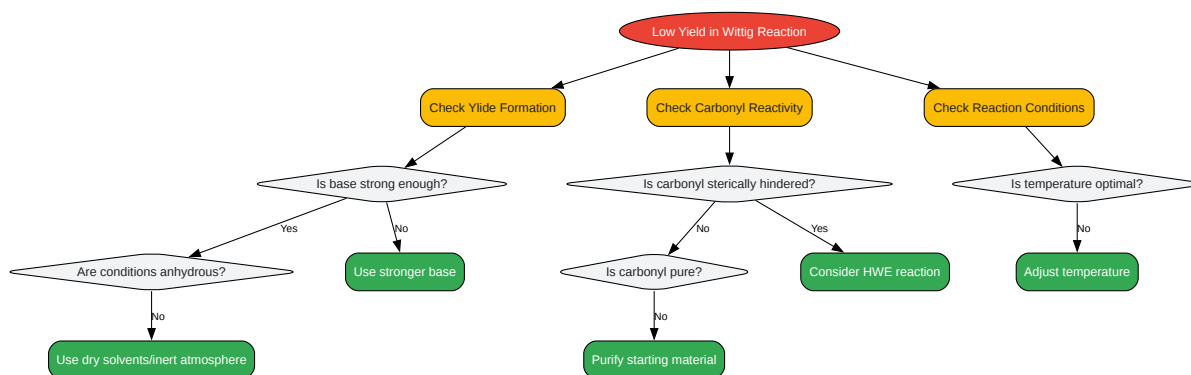 Low Yield in Wittig Reaction
Check Ylide Formation
Check Carbonyl Reactivity
Check Reaction Conditions
Is base strong enough?
Is carbonyl sterically hindered?
Is temperature optimal?
Yes
No
No
Yes
No
Are conditions anhydrous?
Use stronger base
Is carbonyl pure?
Consider HWE reaction
Adjust temperature
No
No
Use dry solvents/inert atmosphere
Purify starting material